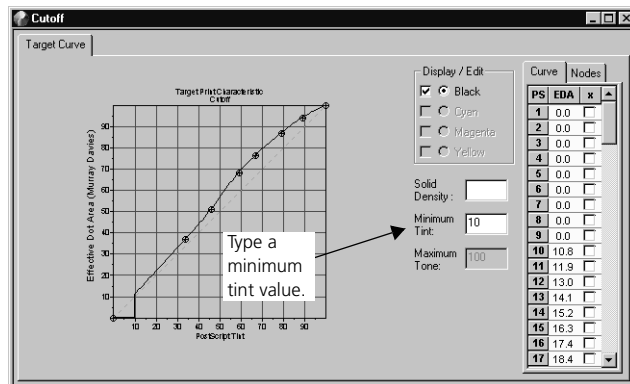 Cutoff
Target Curve
Target Print Characteristic
Cutoff
Effective Dot Area (Murray Davies)
90
80
70
60
50
40
30
20
10
0
0 10 20 30 40 50 60 70 80 90
PostScript Tint
Type a
minimum
tint value.
Display / Edit
Black
Cyan
Magenta
Yellow
Solid
Density :
Minimum
Tint:
10
Maximum
Tone:
100
Curve Nodes
PS EDA x
1 0.0
2 0.0
3 0.0
4 0.0
5 0.0
6 0.0
7 0.0
8 0.0
9 0.0
10 10.8
11 11.9
12 13.0
13 14.1
14 15.2
15 16.3
16 17.4
17 18.4